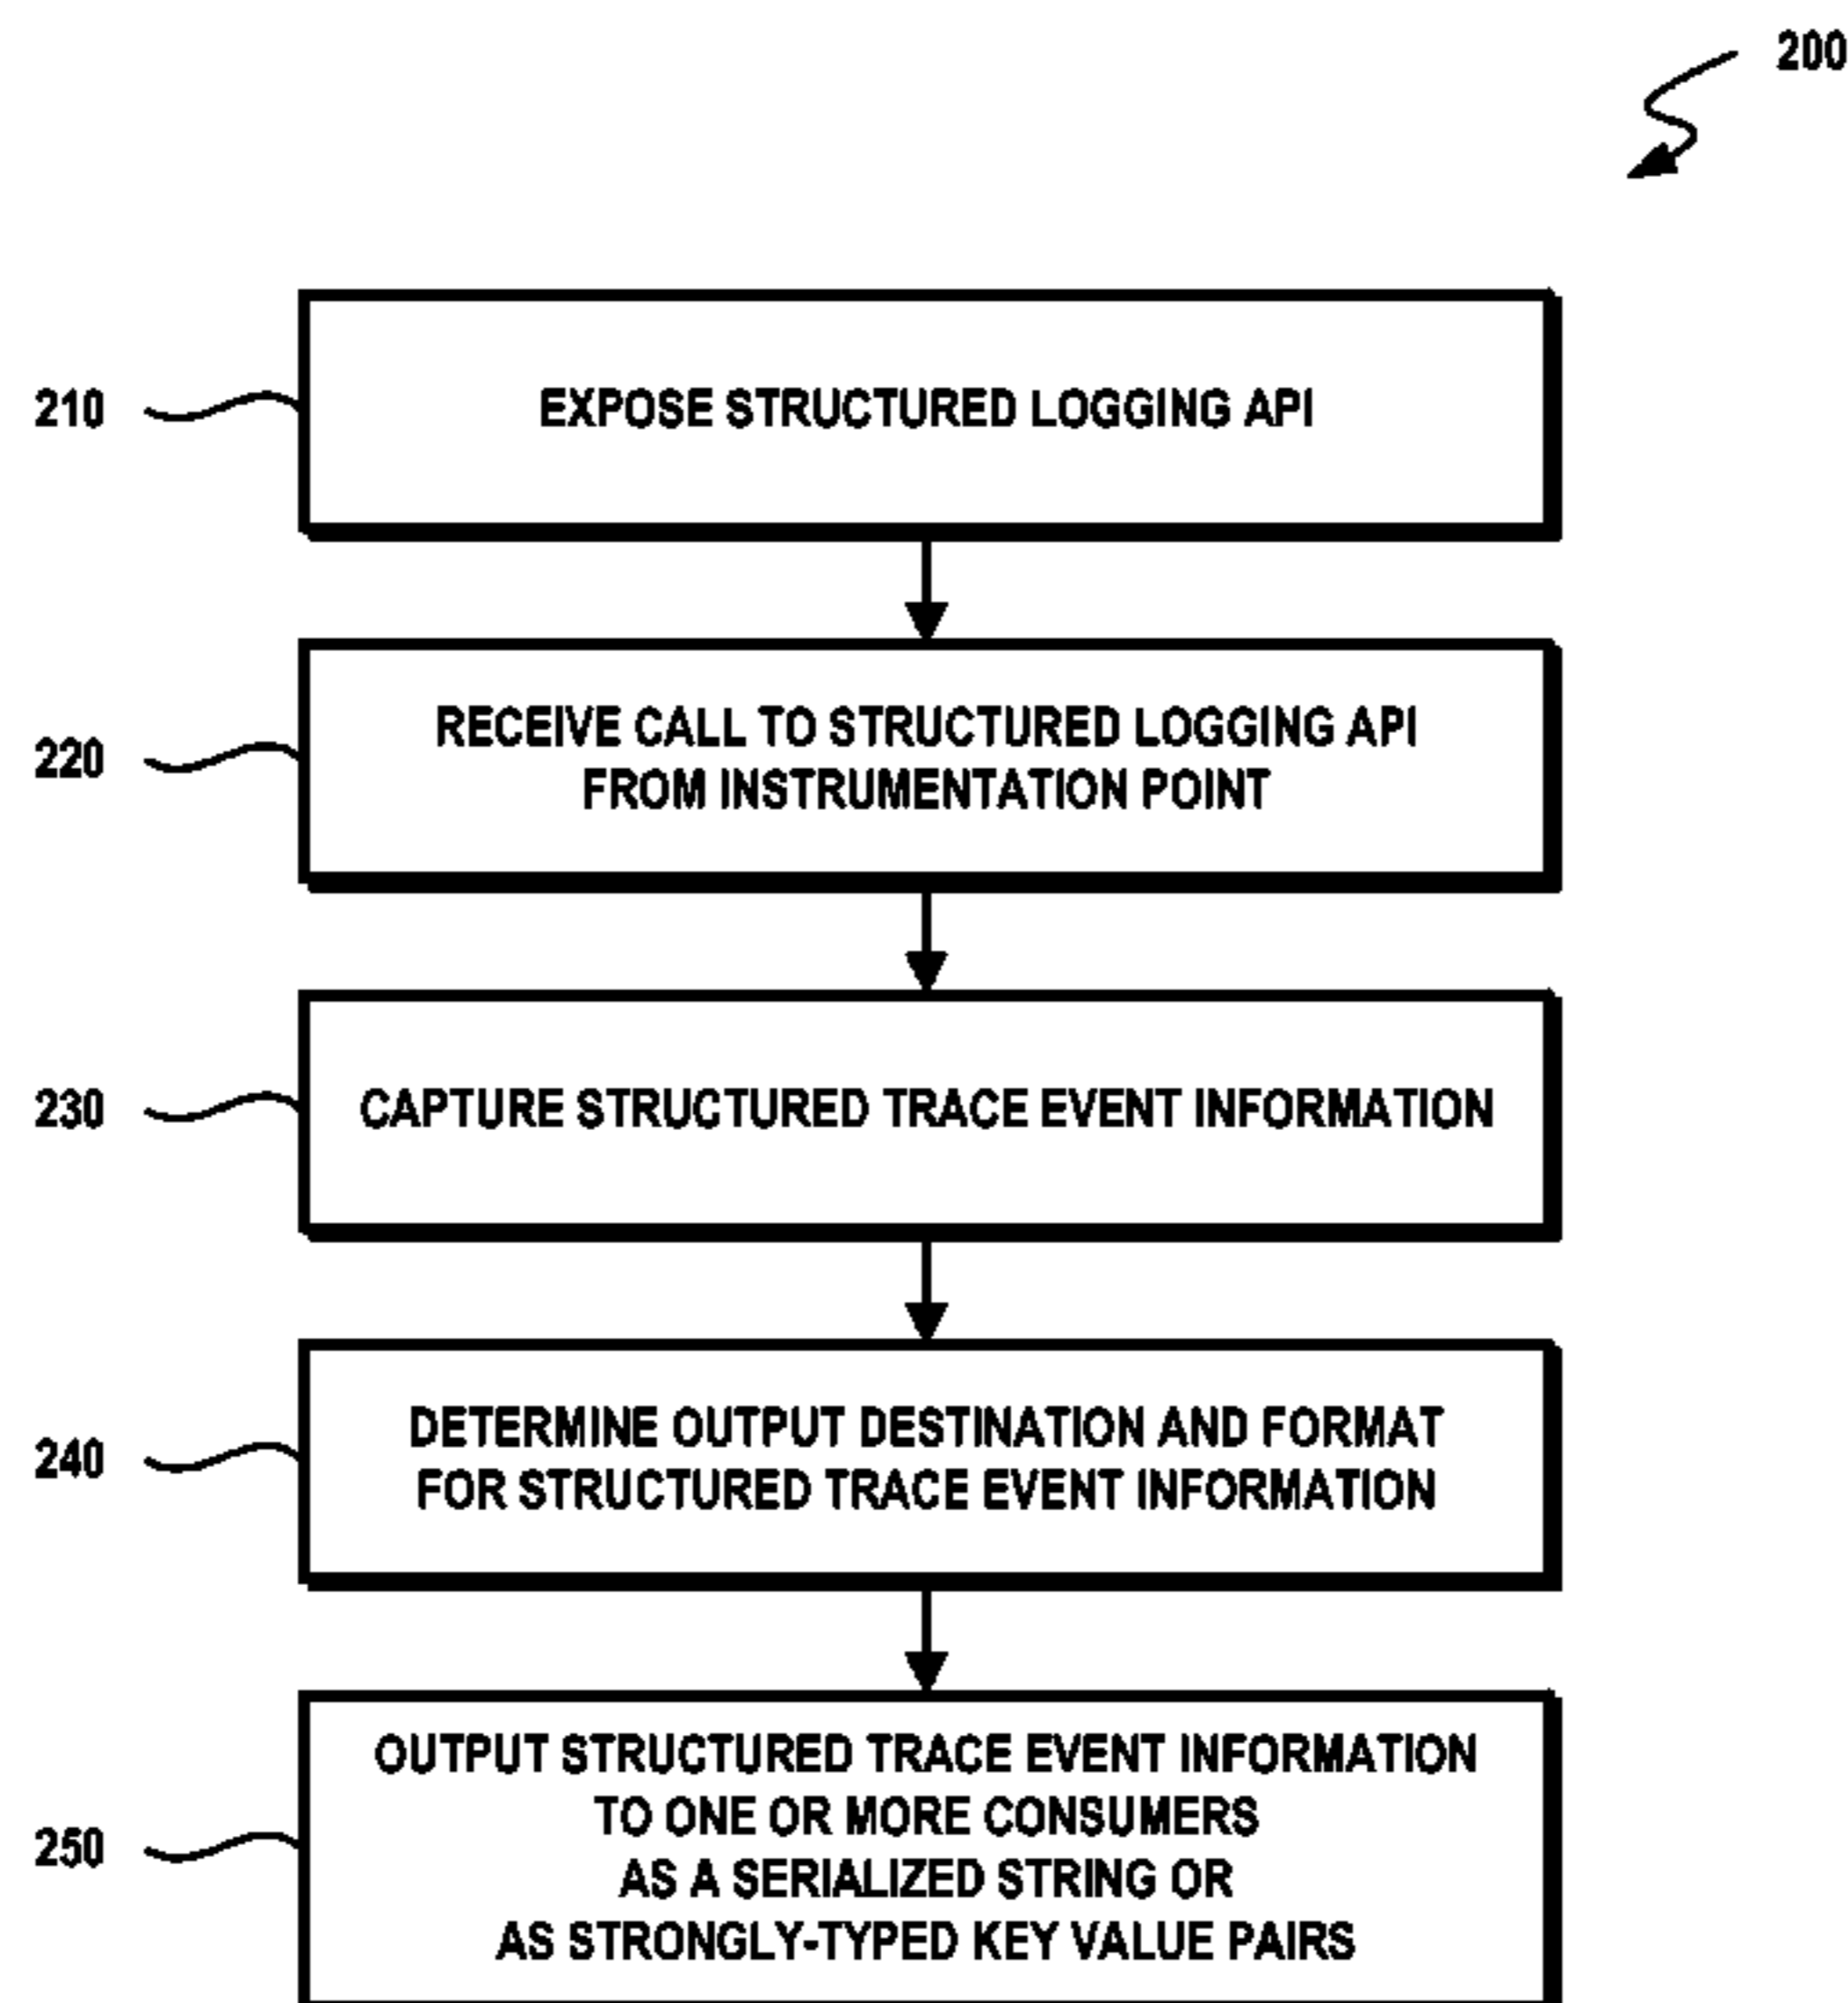 200
210
EXPOSE STRUCTURED LOGGING API
220
RECEIVE CALL TO STRUCTURED LOGGING API
FROM INSTRUMENTATION POINT
230
CAPTURE STRUCTURED TRACE EVENT INFORMATION
240
DETERMINE OUTPUT DESTINATION AND FORMAT
FOR STRUCTURED TRACE EVENT INFORMATION
250
OUTPUT STRUCTURED TRACE EVENT INFORMATION
TO ONE OR MORE CONSUMERS
AS A SERIALIZED STRING OR
AS STRONGLY-TYPED KEY VALUE PAIRS